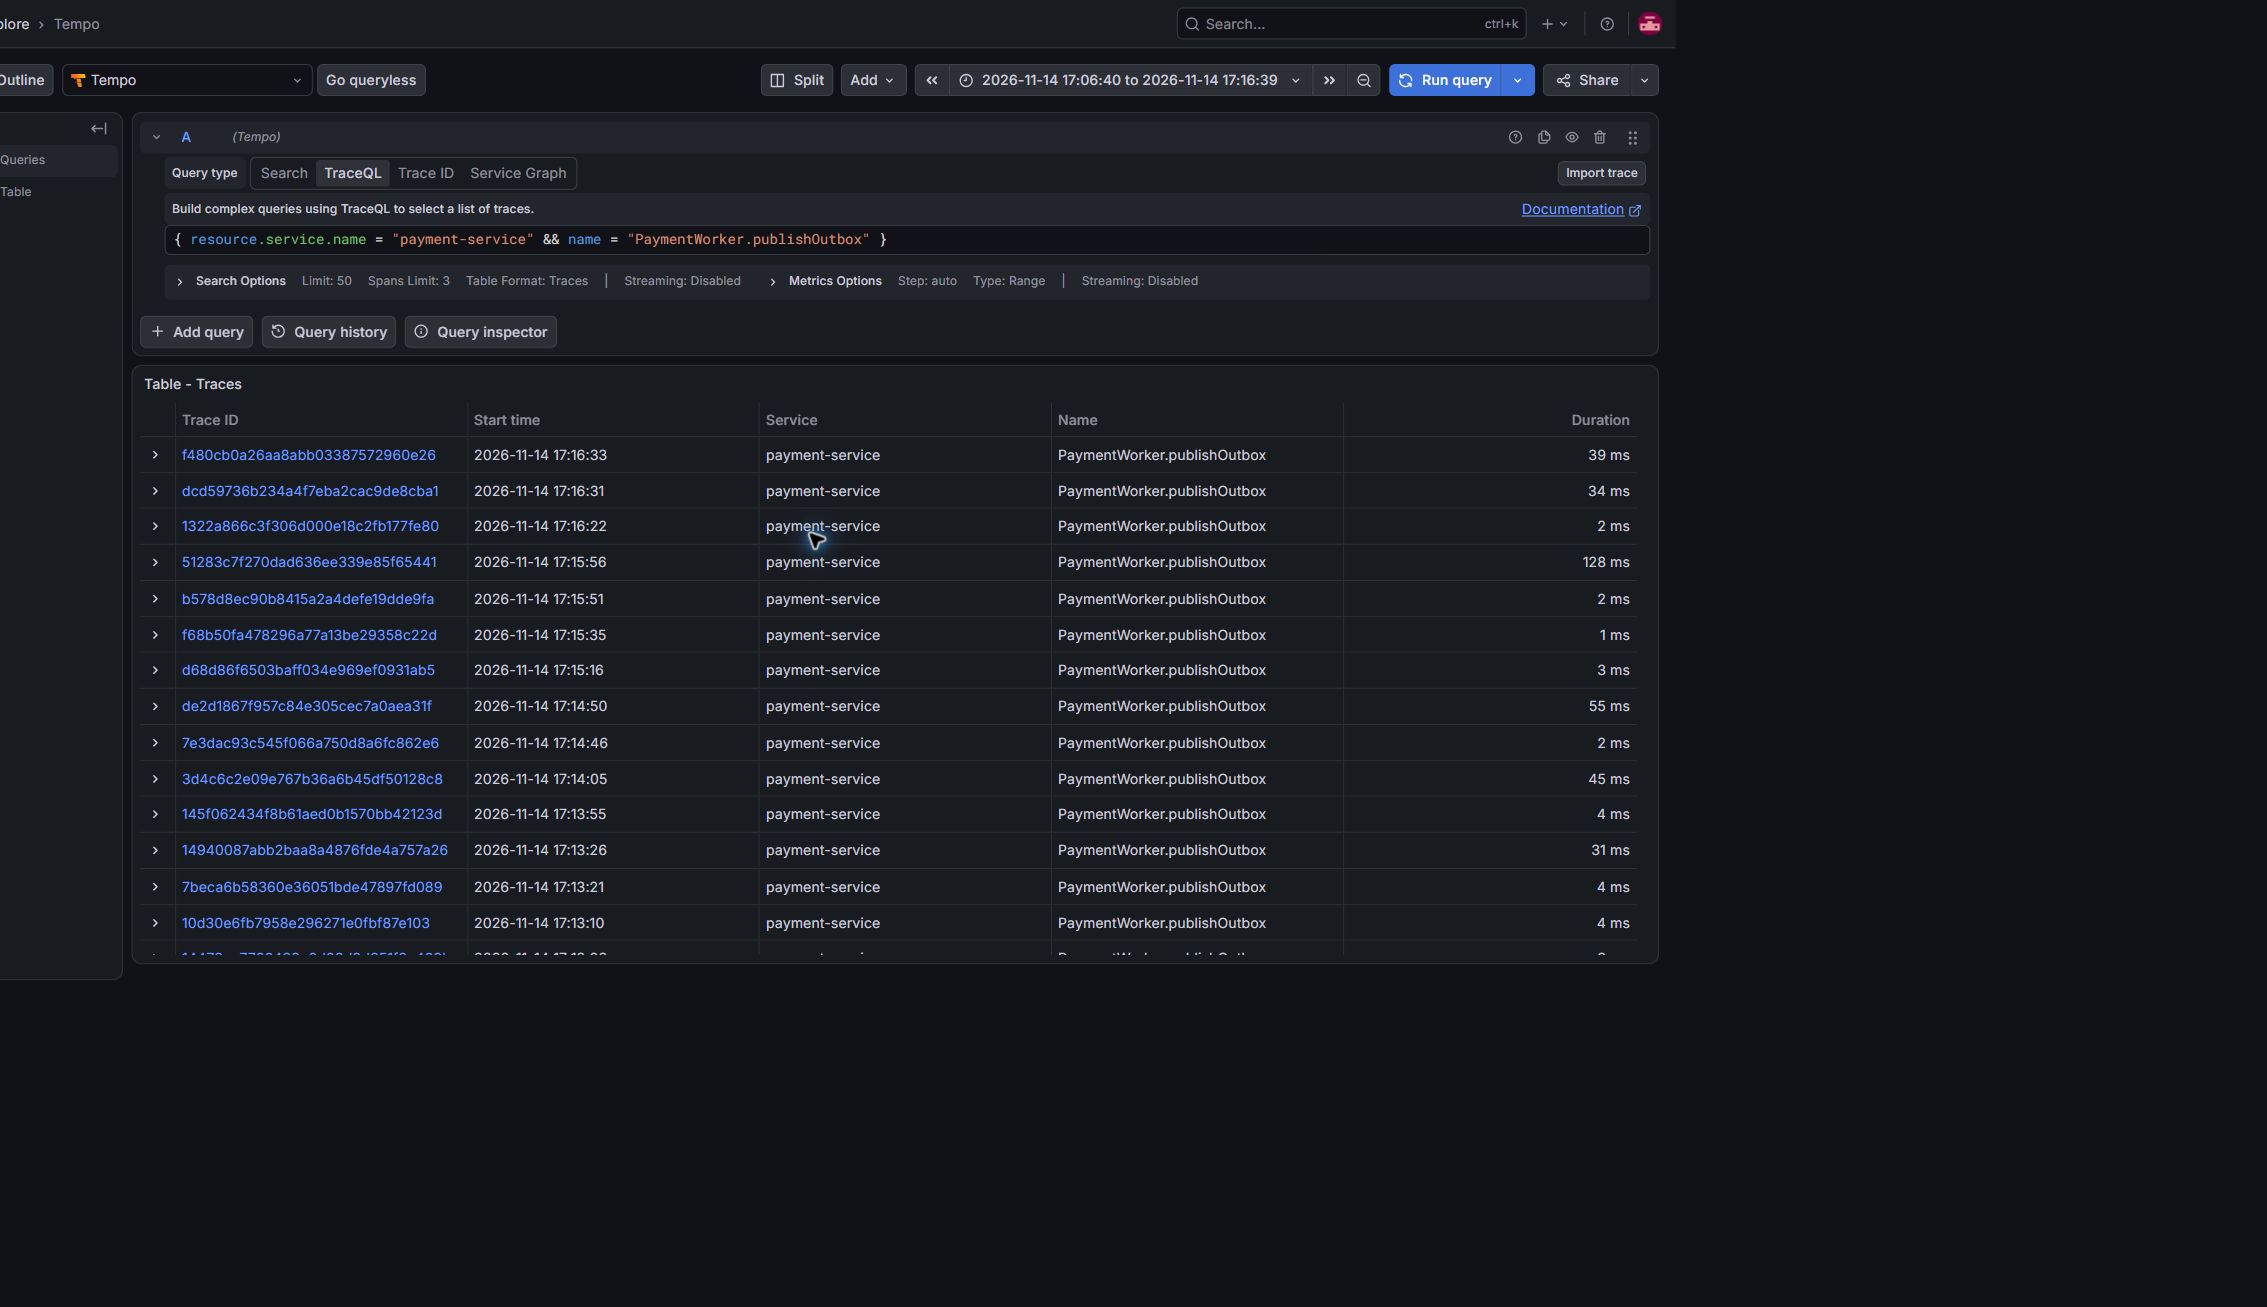 plore › Tempo
Search... ctrl+k
Outline Tempo Go queryless Split Add 2026-11-14 17:06:40 to 2026-11-14 17:16:39 Run query Share
Queries
Table
A (Tempo)
Query type Search TraceQL Trace ID Service Graph Import trace
Build complex queries using TraceQL to select a list of traces. Documentation
{ resource.service.name = "payment-service" && name = "PaymentWorker.publishOutbox" }
Search Options Limit: 50 Spans Limit: 3 Table Format: Traces | Streaming: Disabled Metrics Options Step: auto Type: Range | Streaming: Disabled
+ Add query Query history Query inspector
Table - Traces
Trace ID Start time Service Name Duration
f480cb0a26aa8abb03387572960e26 2026-11-14 17:16:33 payment-service PaymentWorker.publishOutbox 39 ms
dcd59736b234a4f7eba2cac9de8cba1 2026-11-14 17:16:31 payment-service PaymentWorker.publishOutbox 34 ms
1322a866c3f306d000e18c2fb177fe80 2026-11-14 17:16:22 payment-service PaymentWorker.publishOutbox 2 ms
51283c7f270dad636ee339e85f65441 2026-11-14 17:15:56 payment-service PaymentWorker.publishOutbox 128 ms
b578d8ec90b8415a2a4defe19dde9fa 2026-11-14 17:15:51 payment-service PaymentWorker.publishOutbox 2 ms
f68b50fa478296a77a13be29358c22d 2026-11-14 17:15:35 payment-service PaymentWorker.publishOutbox 1 ms
d68d86f6503baff034e969ef0931ab5 2026-11-14 17:15:16 payment-service PaymentWorker.publishOutbox 3 ms
de2d1867f957c84e305cec7a0aea31f 2026-11-14 17:14:50 payment-service PaymentWorker.publishOutbox 55 ms
7e3dac93c545f066a750d8a6fc862e6 2026-11-14 17:14:46 payment-service PaymentWorker.publishOutbox 2 ms
3d4c6c2e09e767b36a6b45df50128c8 2026-11-14 17:14:05 payment-service PaymentWorker.publishOutbox 45 ms
145f062434f8b61aed0b1570bb42123d 2026-11-14 17:13:55 payment-service PaymentWorker.publishOutbox 4 ms
14940087abb2baa8a4876fde4a757a26 2026-11-14 17:13:26 payment-service PaymentWorker.publishOutbox 31 ms
7beca6b58360e36051bde47897fd089 2026-11-14 17:13:21 payment-service PaymentWorker.publishOutbox 4 ms
10d30e6fb7958e296271e0fbf87e103 2026-11-14 17:13:10 payment-service PaymentWorker.publishOutbox 4 ms